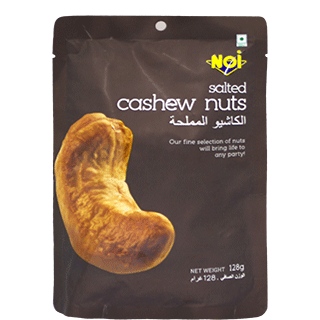 NOi
salted
cashew nuts
الكاشيو المملحة
Our fine selection of nuts
will bring life to
any party!
NET WEIGHT 128g
الوزن الصافي ١٢٨ غرام